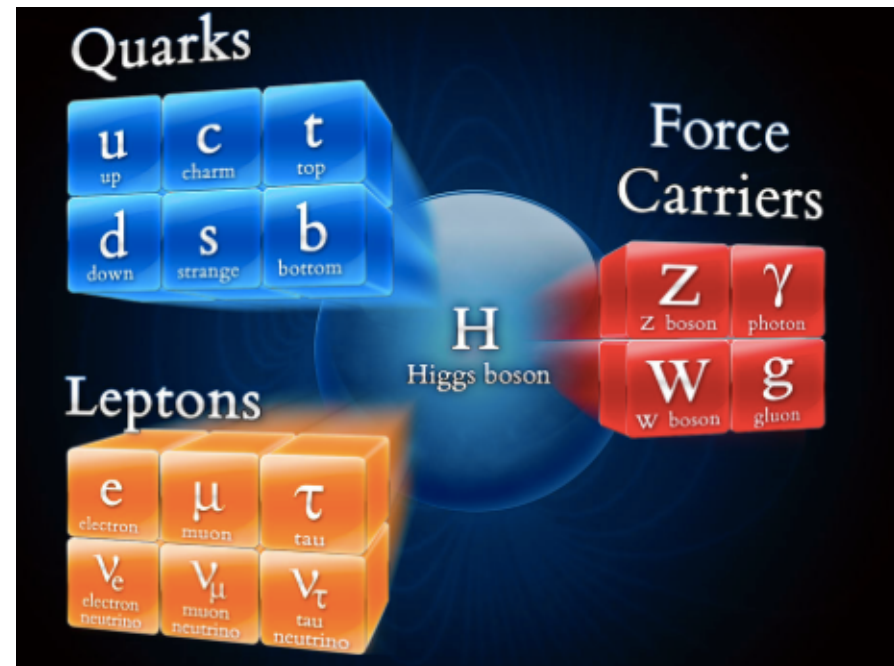 Quarks
u c t
up charm top
d s b
down strange bottom
Force
Carriers
Z γ
Z boson photon
W g
W boson gluon
H
Higgs boson
Leptons
e μ τ
electron muon tau
νe νμ ντ
electron muon tau
neutrino neutrino neutrino